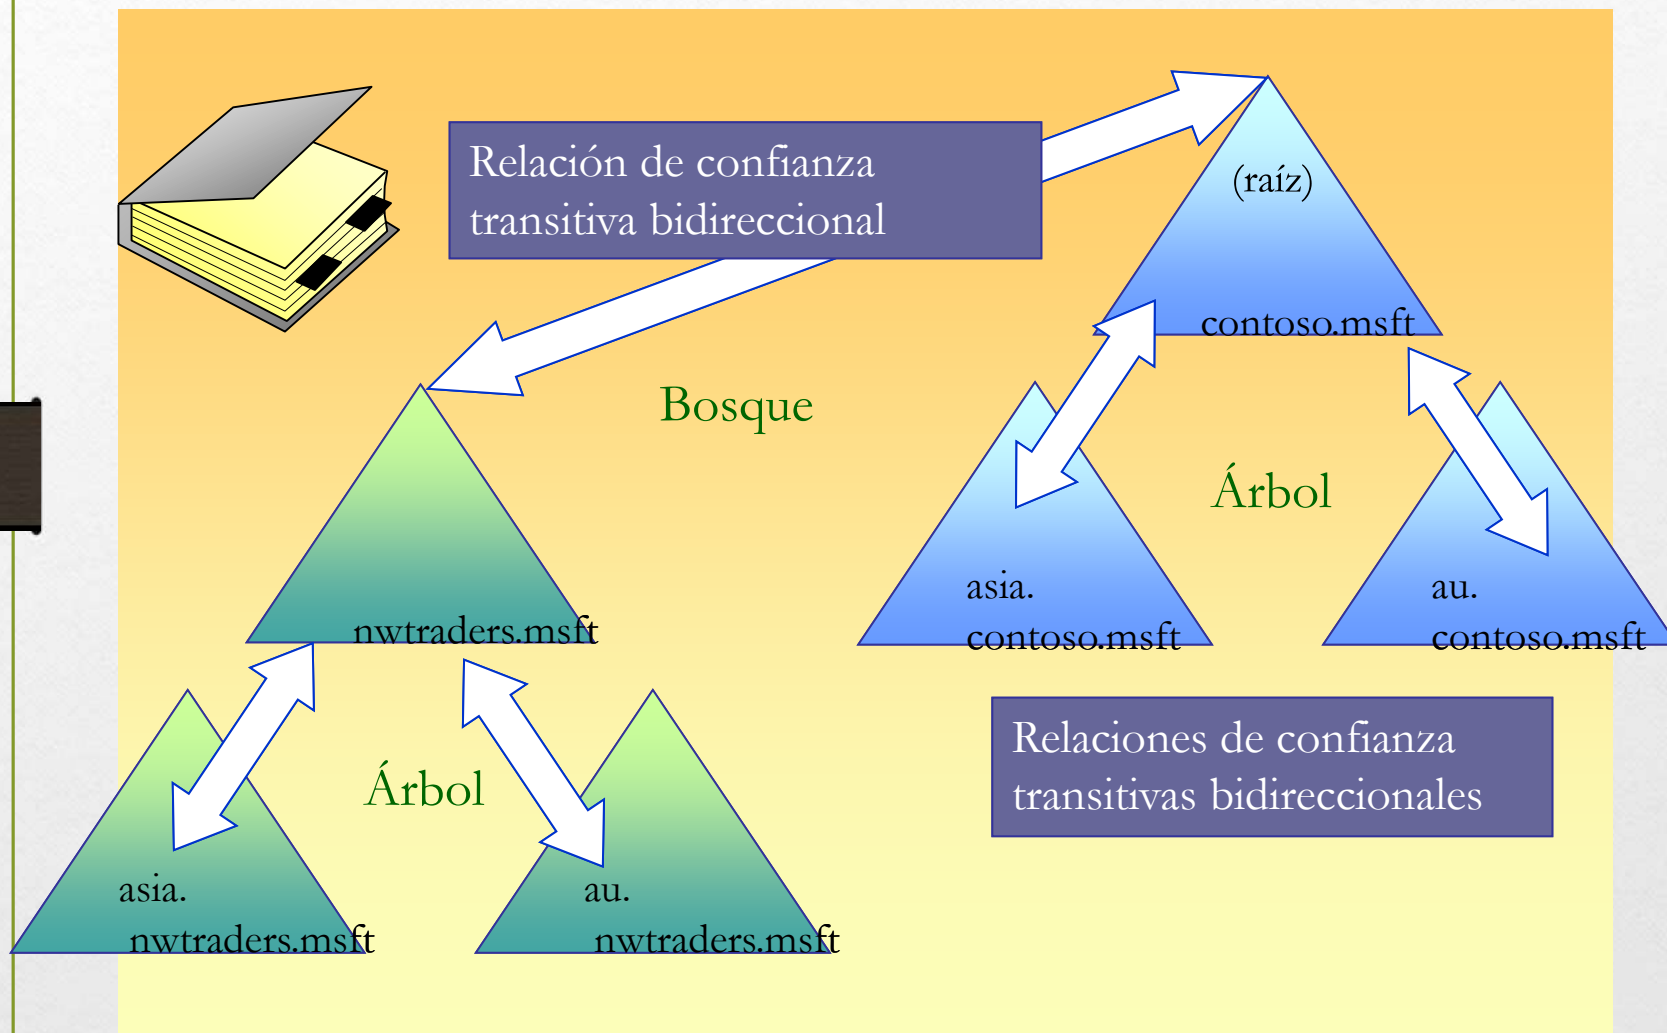 Relación de confianza
transitiva bidireccional
(raíz)
contoso.msft
Bosque
Árbol
asia.
contoso.msft
au.
contoso.msft
nwtraders.msft
Relaciones de confianza
transitivas bidireccionales
Árbol
asia.
nwtraders.msft
au.
nwtraders.msft